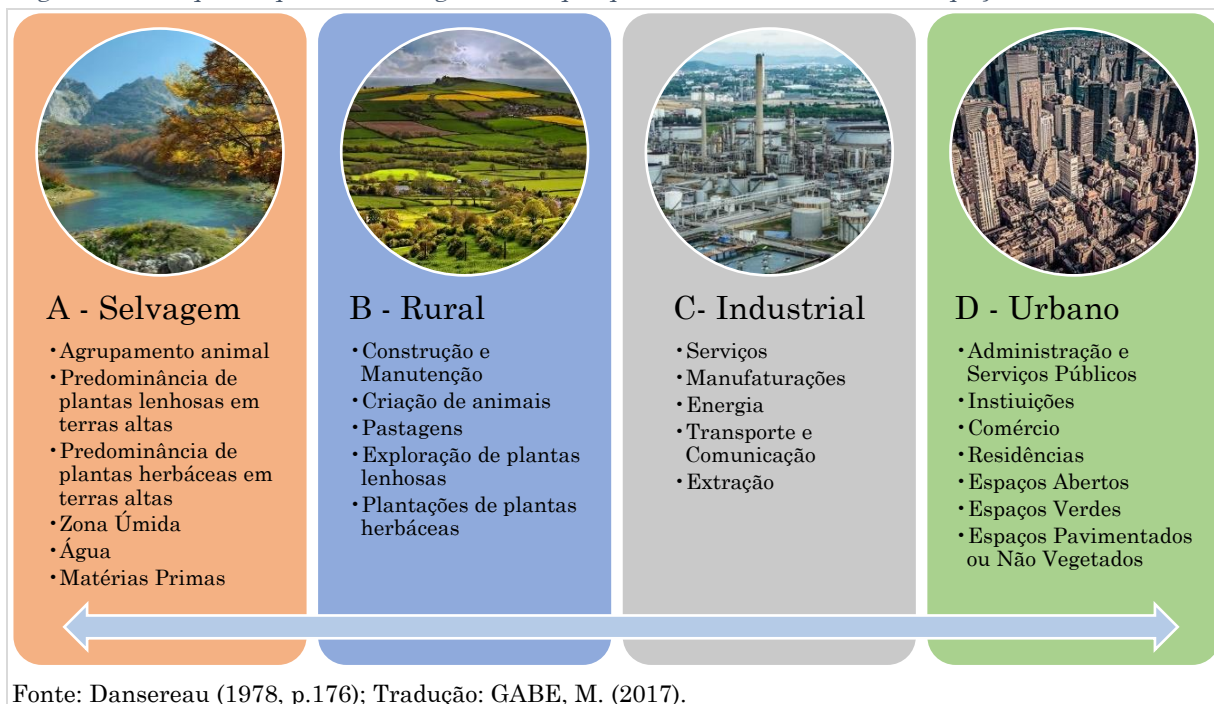 A - Selvagem
•Agrupamento animal
•Predominância de
plantas lenhosas em
terras altas
•Predominância de
plantas herbáceas em
terras altas
•Zona Úmida
•Água
•Matérias Primas
B - Rural
•Construção e
Manutenção
•Criação de animais
•Pastagens
•Exploração de plantas
lenhosas
•Plantações de plantas
herbáceas
C- Industrial
•Serviços
•Manufaturações
•Energia
•Transporte e
Comunicação
•Extração
D - Urbano
•Administração e
Serviços Públicos
•Instiuições
•Comércio
•Residências
•Espaços Abertos
•Espaços Verdes
•Espaços Pavimentados
ou Não Vegetados
Fonte: Dansereau (1978, p.176); Tradução: GABE, M. (2017).